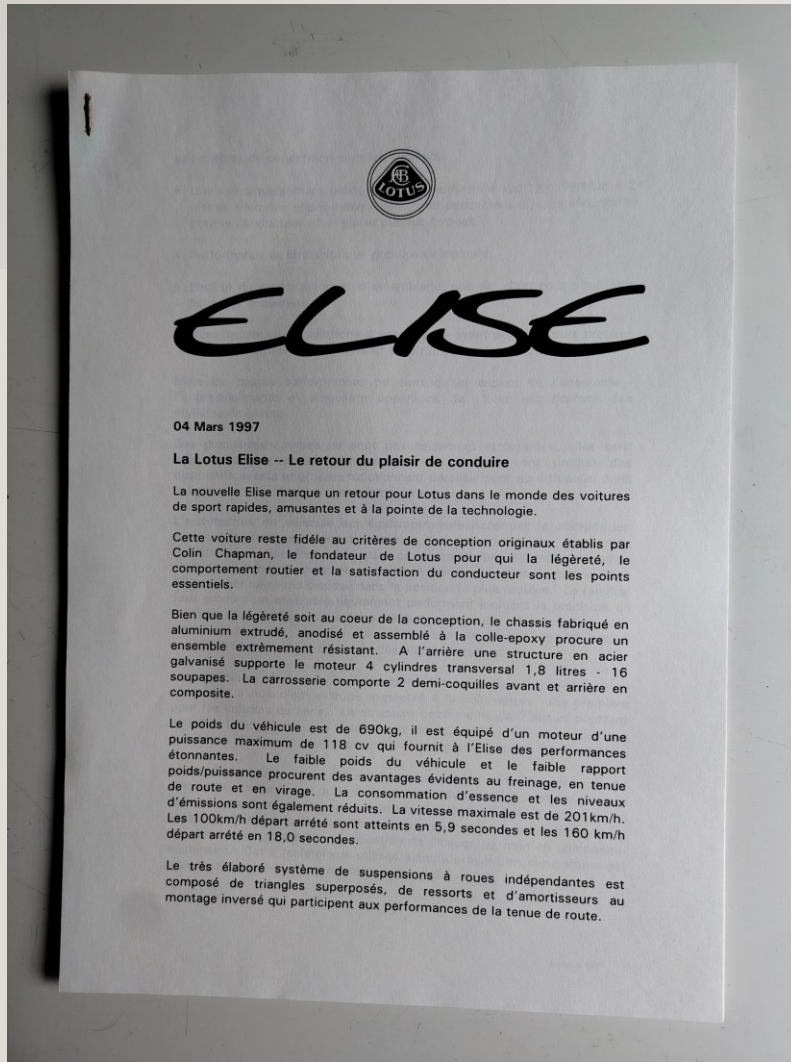 LOTUS
ELISE
04 Mars 1997
La Lotus Elise -- Le retour du plaisir de conduire
La nouvelle Elise marque un retour pour Lotus dans le monde des voitures
de sport rapides, amusantes et à la pointe de la technologie.
Cette voiture reste fidéle au critères de conception originaux établis par
Colin Chapman, le fondateur de Lotus pour qui la légèreté, le
comportement routier et la satisfaction du conducteur sont les points
essentiels.
Bien que la légèreté soit au coeur de la conception, le chassis fabriqué en
aluminium extrudé, anodisé et assemblé à la colle-epoxy procure un
ensemble extrèmement résistant. A l'arrière une structure en acier
galvanisé supporte le moteur 4 cylindres transversal 1,8 litres - 16
soupapes. La carrosserie comporte 2 demi-coquilles avant et arrière en
composite.
Le poids du véhicule est de 690kg, il est équipé d'un moteur d'une
puissance maximum de 118 cv qui fournit à l'Elise des performances
étonnantes. Le faible poids du véhicule et le faible rapport
poids/puissance procurent des avantages évidents au freinage, en tenue
de route et en virage. La consommation d'essence et les niveaux
d'émissions sont également réduits. La vitesse maximale est de 201km/h.
Les 100km/h départ arrété sont atteints en 5,9 secondes et les 160 km/h
départ arrété en 18,0 secondes.
Le très élaboré système de suspensions à roues indépendantes est
composé de triangles superposés, de ressorts et d'amortisseurs au
montage inversé qui participent aux performances de la tenue de route.